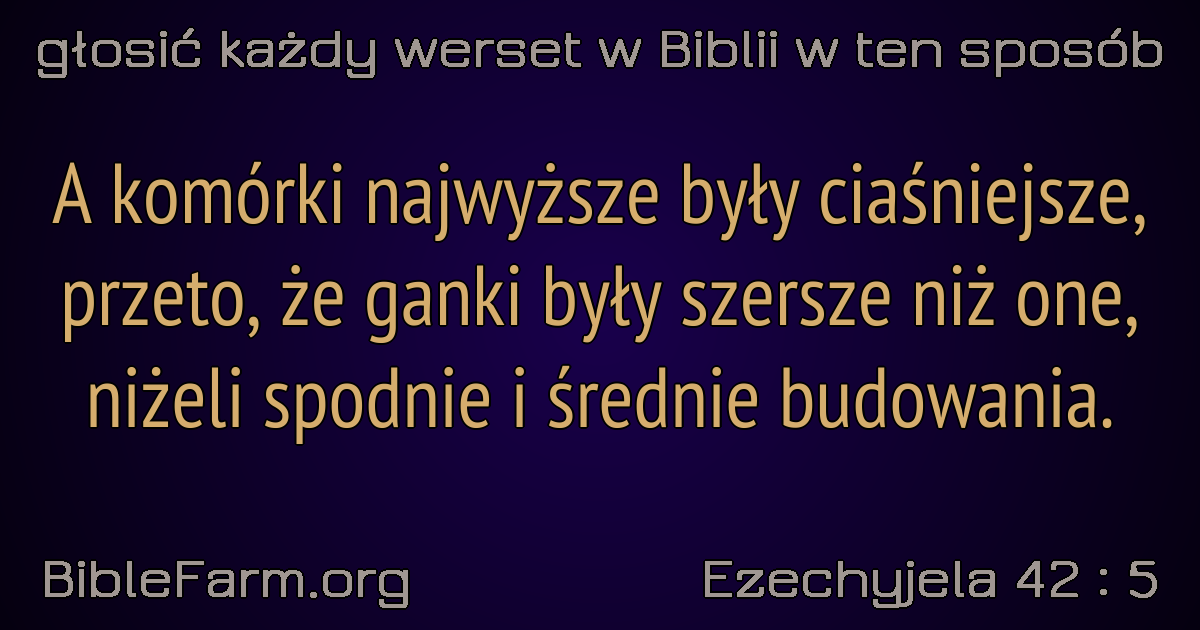 głosić każdy werset w Biblii w ten sposób
A komórki najwyższe były ciaśniejsze,
przeto, że ganki były szersze niż one,
niżeli spodnie i średnie budowania.
BibleFarm.org
Ezechyjela 42 : 5